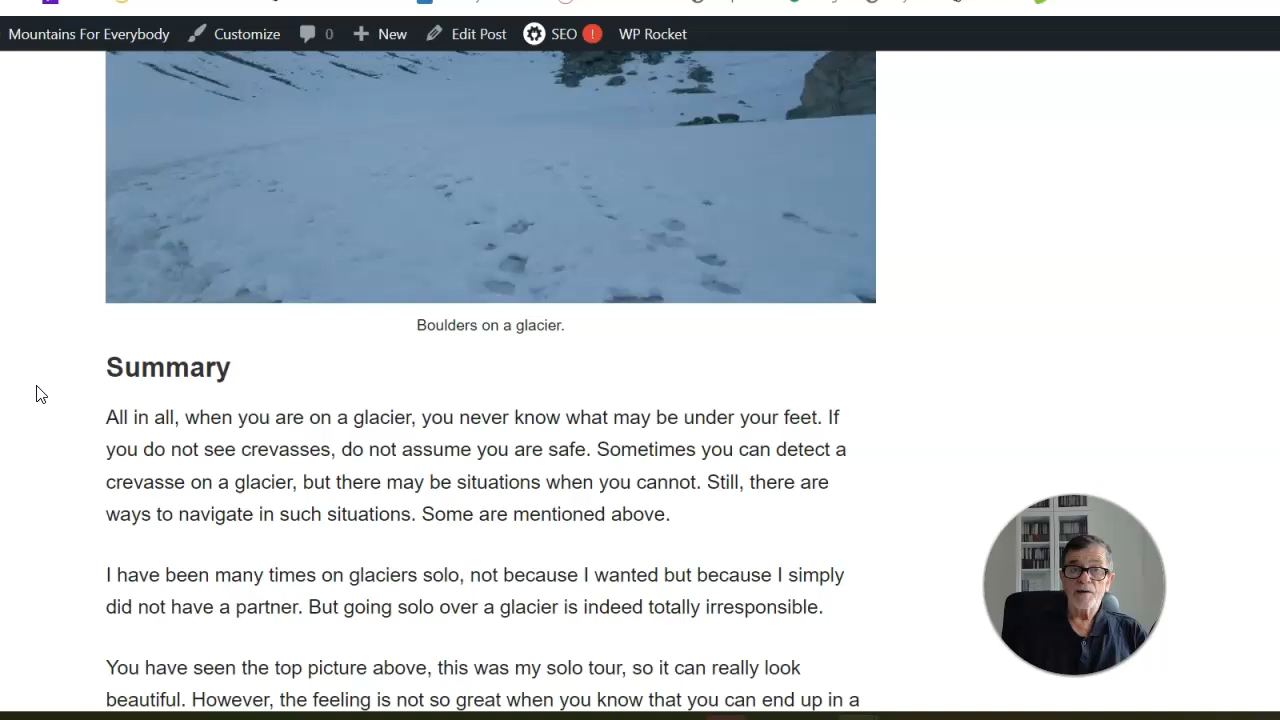 Mountains For Everybody Customize 0 New Edit Post SEO ! WP Rocket
Boulders on a glacier.
Summary
All in all, when you are on a glacier, you never know what may be under your feet. If
you do not see crevasses, do not assume you are safe. Sometimes you can detect a
crevasse on a glacier, but there may be situations when you cannot. Still, there are
ways to navigate in such situations. Some are mentioned above.
I have been many times on glaciers solo, not because I wanted but because I simply
did not have a partner. But going solo over a glacier is indeed totally irresponsible.
You have seen the top picture above, this was my solo tour, so it can really look
beautiful. However, the feeling is not so great when you know that you can end up in a